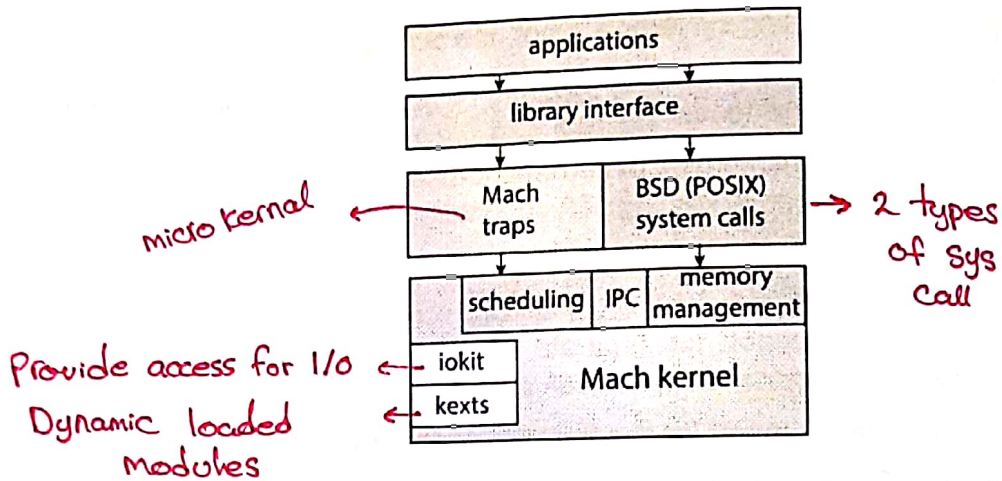 applications
library interface
Mach
traps
BSD (POSIX)
system calls
micro kernal
2 types
of sys
call
scheduling
IPC
memory
management
Provide access for I/O
iokit
Mach kernel
Dynamic loaded
modules
kexts